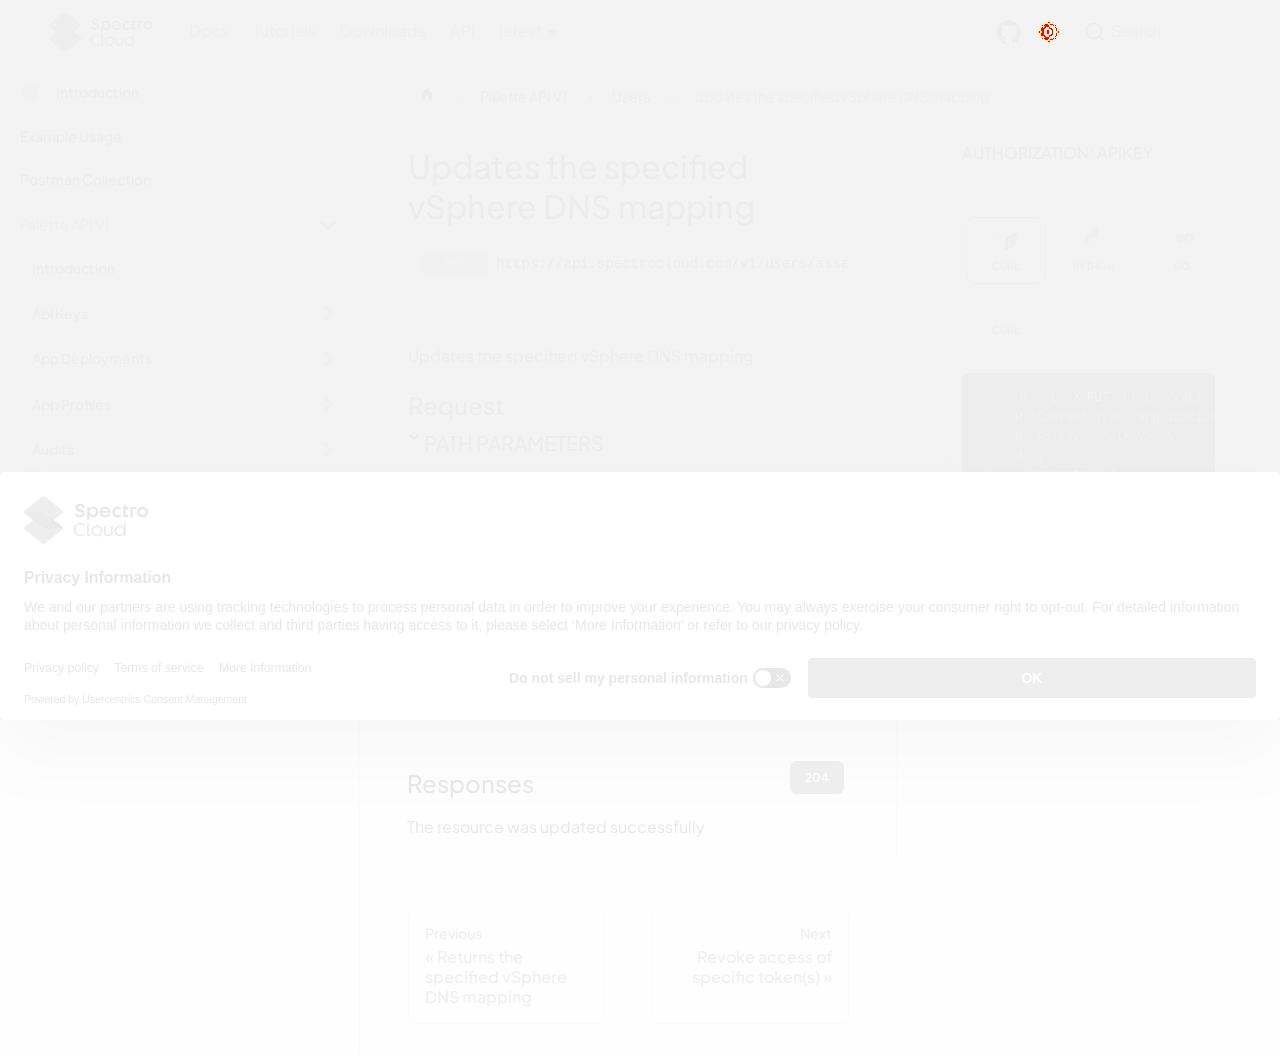 Spectro
Cloud
Docs Tutorials Downloads API latest
Search
Introduction
Palette API V1 Users Updates the specified vSphere DNS mapping
Example Usage
Postman Collection
Palette API V1
Introduction
Api Keys
App Deployments
App Profiles
Audits
Updates the specified
vSphere DNS mapping
https://api.spectrocloud.com/v1/users/asse
Updates the specified vSphere DNS mapping
Request
PATH PARAMETERS
AUTHORIZATION: APIKEY
CURL PYTHON GO
CURL
Spectro
Cloud
Privacy Information
We and our partners are using tracking technologies to process personal data in order to improve your experience. You may always exercise your consumer right to opt-out. For detailed information
about personal information we collect and third parties having access to it, please select ‘More Information’ or refer to our privacy policy.
Privacy policy Terms of service More Information
Do not sell my personal information
OK
Powered by Usercentrics Consent Management
Responses
204
The resource was updated successfully
Previous
« Returns the
specified vSphere
DNS mapping
Next
Revoke access of
specific token(s) »